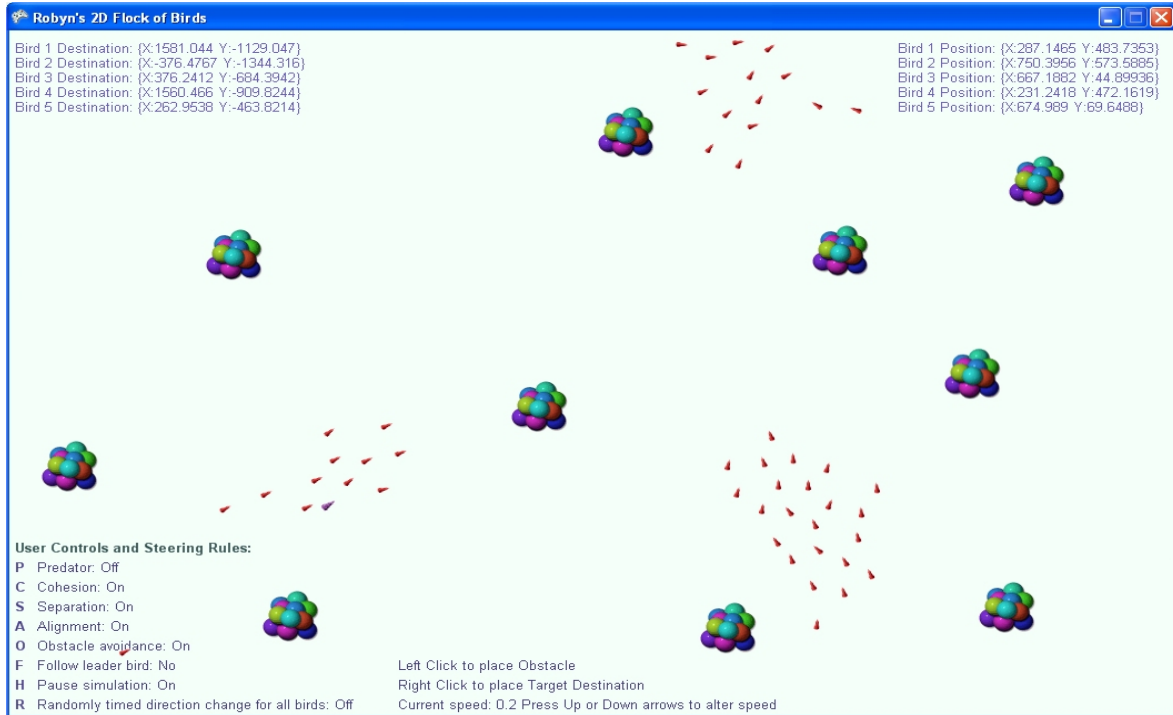 Robyn's 2D Flock of Birds
Bird 1 Destination: {X:1581.044 Y:-1129.047}
Bird 2 Destination: {X:-376.4767 Y:-1344.316}
Bird 3 Destination: {X:376.2412 Y:-684.3942}
Bird 4 Destination: {X:1560.466 Y:-909.8244}
Bird 5 Destination: {X:262.9538 Y:-463.8214}
Bird 1 Position: {X:287.1465 Y:483.7353}
Bird 2 Position: {X:750.3956 Y:573.5885}
Bird 3 Position: {X:667.1882 Y:44.89936}
Bird 4 Position: {X:231.2418 Y:472.1619}
Bird 5 Position: {X:674.989 Y:69.6488}
User Controls and Steering Rules:
P Predator: Off
C Cohesion: On
S Separation: On
A Alignment: On
O Obstacle avoidance: On
F Follow leader bird: No
H Pause simulation: On
R Randomly timed direction change for all birds: Off
Left Click to place Obstacle
Right Click to place Target Destination
Current speed: 0.2 Press Up or Down arrows to alter speed